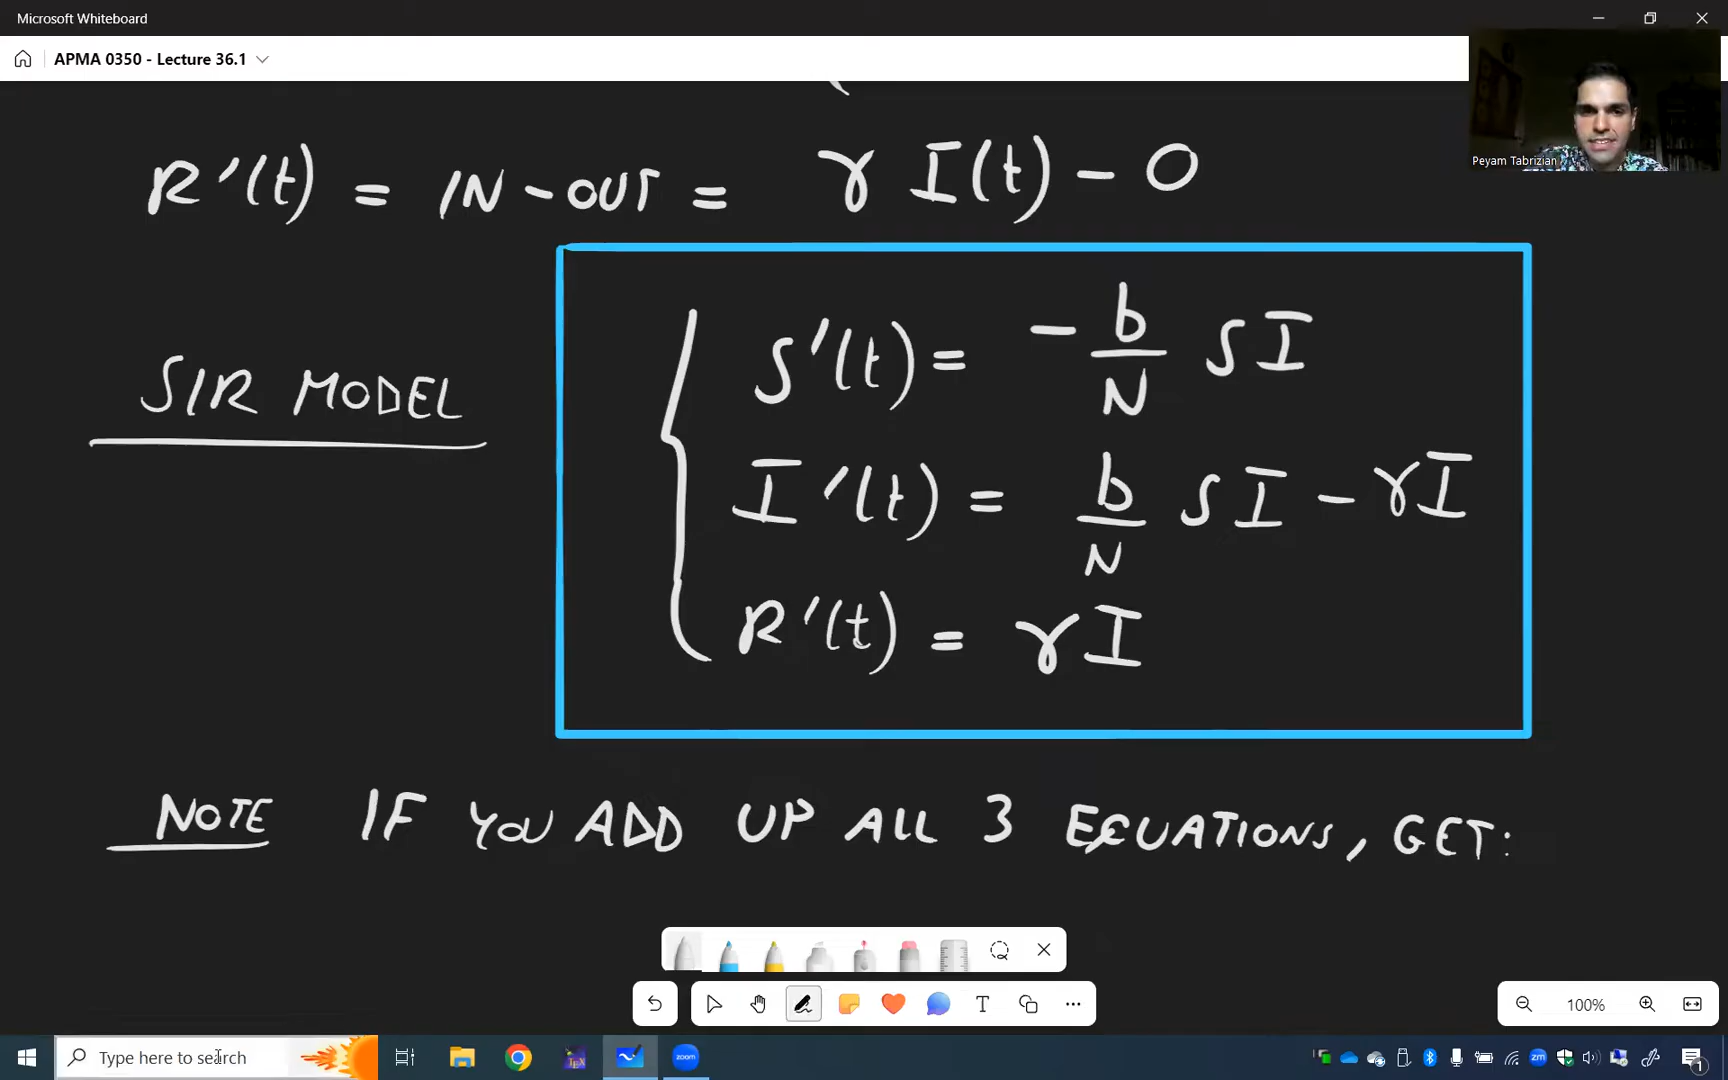 Microsoft Whiteboard
APMA 0350 - Lecture 36.1
Peyam Tabrizian
R'(t) = IN - OUT = γ I(t) - 0
SIR MODEL
S'(t) = - b/N SI
I'(t) = b/N SI - γI
R'(t) = γI
NOTE IF YOU ADD UP ALL 3 EQUATIONS, GET:
100%
Type here to search